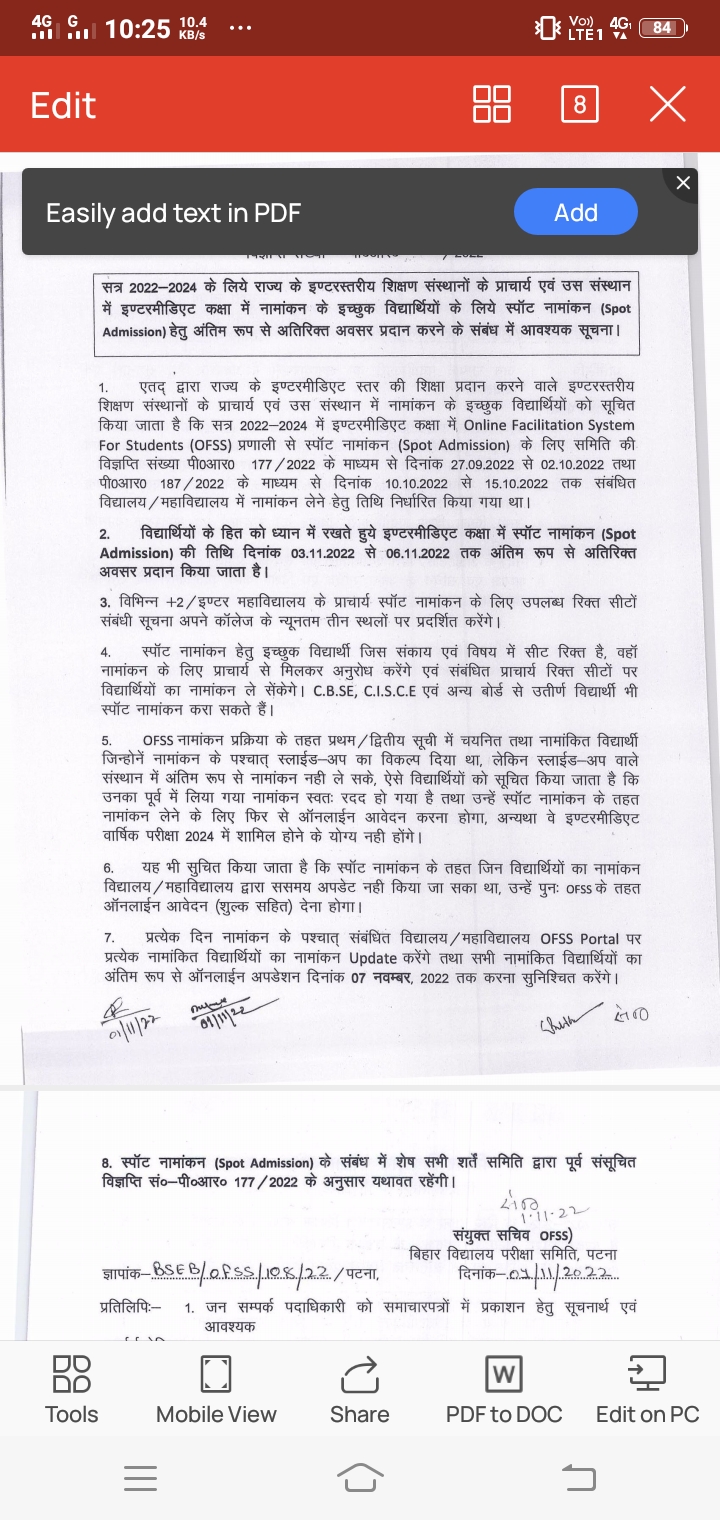 4G G 10:25 10.4 KB/s ... Vo)) LTE1 4G 84
Edit 8
Easily add text in PDF Add
सत्र 2022–2024 के लिये राज्य के इण्टरस्तरीय शिक्षण संस्थानों के प्राचार्य एवं उस संस्थान
में इण्टरमीडिएट कक्षा में नामांकन के इच्छुक विद्यार्थियों के लिये स्पॉट नामांकन (Spot
Admission) हेतु अंतिम रूप से अतिरिक्त अवसर प्रदान करने के संबंध में आवश्यक सूचना।
1. एतद् द्वारा राज्य के इण्टरमीडिएट स्तर की शिक्षा प्रदान करने वाले इण्टरस्तरीय
शिक्षण संस्थानों के प्राचार्य एवं उस संस्थान में नामांकन के इच्छुक विद्यार्थियों को सूचित
किया जाता है कि सत्र 2022–2024 में इण्टरमीडिएट कक्षा में Online Facilitation System
For Students (OFSS) प्रणाली से स्पॉट नामांकन (Spot Admission) के लिए समिति की
विज्ञप्ति संख्या पी0आर0 177/2022 के माध्यम से दिनांक 27.09.2022 से 02.10.2022 तथा
पी0आर0 187/2022 के माध्यम से दिनांक 10.10.2022 से 15.10.2022 तक संबंधित
विद्यालय/महाविद्यालय में नामांकन लेने हेतु तिथि निर्धारित किया गया था।
2. विद्यार्थियों के हित को ध्यान में रखते हुये इण्टरमीडिएट कक्षा में स्पॉट नामांकन (Spot
Admission) की तिथि दिनांक 03.11.2022 से 06.11.2022 तक अंतिम रूप से अतिरिक्त
अवसर प्रदान किया जाता है।
3. विभिन्न +2/इण्टर महाविद्यालय के प्राचार्य स्पॉट नामांकन के लिए उपलब्ध रिक्त सीटों
संबंधी सूचना अपने कॉलेज के न्यूनतम तीन स्थलों पर प्रदर्शित करेंगे।
4. स्पॉट नामांकन हेतु इच्छुक विद्यार्थी जिस संकाय एवं विषय में सीट रिक्त है, वहाॅ
नामांकन के लिए प्राचार्य से मिलकर अनुरोध करेंगे एवं संबंधित प्राचार्य रिक्त सीटों पर
विद्यार्थियों का नामांकन ले सेंकेगे। C.B.SE, C.I.S.C.E एवं अन्य बोर्ड से उतीर्ण विद्यार्थी भी
स्पॉट नामांकन करा सकते हैं।
5. OFSS नामांकन प्रक्रिया के तहत प्रथम/द्वितीय सूची में चयनित तथा नामांकित विद्यार्थी
जिन्होनें नामांकन के पश्चात् स्लाईड–अप का विकल्प दिया था, लेकिन स्लाईड–अप वाले
संस्थान में अंतिम रूप से नामांकन नही ले सके, ऐसे विद्यार्थियों को सूचित किया जाता है कि
उनका पूर्व में लिया गया नामांकन स्वतः रदद हो गया है तथा उन्हें स्पॉट नामांकन के तहत
नामांकन लेने के लिए फिर से ऑनलाईन आवेदन करना होगा, अन्यथा वे इण्टरमीडिएट
वार्षिक परीक्षा 2024 में शामिल होने के योग्य नही होंगे।
6. यह भी सुचित किया जाता है कि स्पॉट नामांकन के तहत जिन विद्यार्थियों का नामांकन
विद्यालय/महाविद्यालय द्वारा ससमय अपडेट नही किया जा सका था, उन्हें पुनः OFSS के तहत
ऑनलाईन आवेदन (शुल्क सहित) देना होगा।
7. प्रत्येक दिन नामांकन के पश्चात् संबंधित विद्यालय/महाविद्यालय OFSS Portal पर
प्रत्येक नामांकित विद्यार्थियों का नामांकन Update करेंगे तथा सभी नामांकित विद्यार्थियों का
अंतिम रूप से ऑनलाईन अपडेशन दिनांक 07 नवम्बर, 2022 तक करना सुनिश्चित करेंगे।
01/11/22 01/11/22
8. स्पॉट नामांकन (Spot Admission) के संबंध में शेष सभी शर्तें समिति द्वारा पूर्व संसूचित
विज्ञप्ति सं०–पी०आर० 177/2022 के अनुसार यथावत रहेंगी।
1.11.22
संयुक्त सचिव OFSS)
बिहार विद्यालय परीक्षा समिति, पटना
ज्ञापांक–BSEB/OFSS/108/22/पटना, दिनांक–01/11/2022
प्रतिलिपिः– 1. जन सम्पर्क पदाधिकारी को समाचारपत्रों में प्रकाशन हेतु सूचनार्थ एवं
आवश्यक
Tools Mobile View Share PDF to DOC Edit on PC